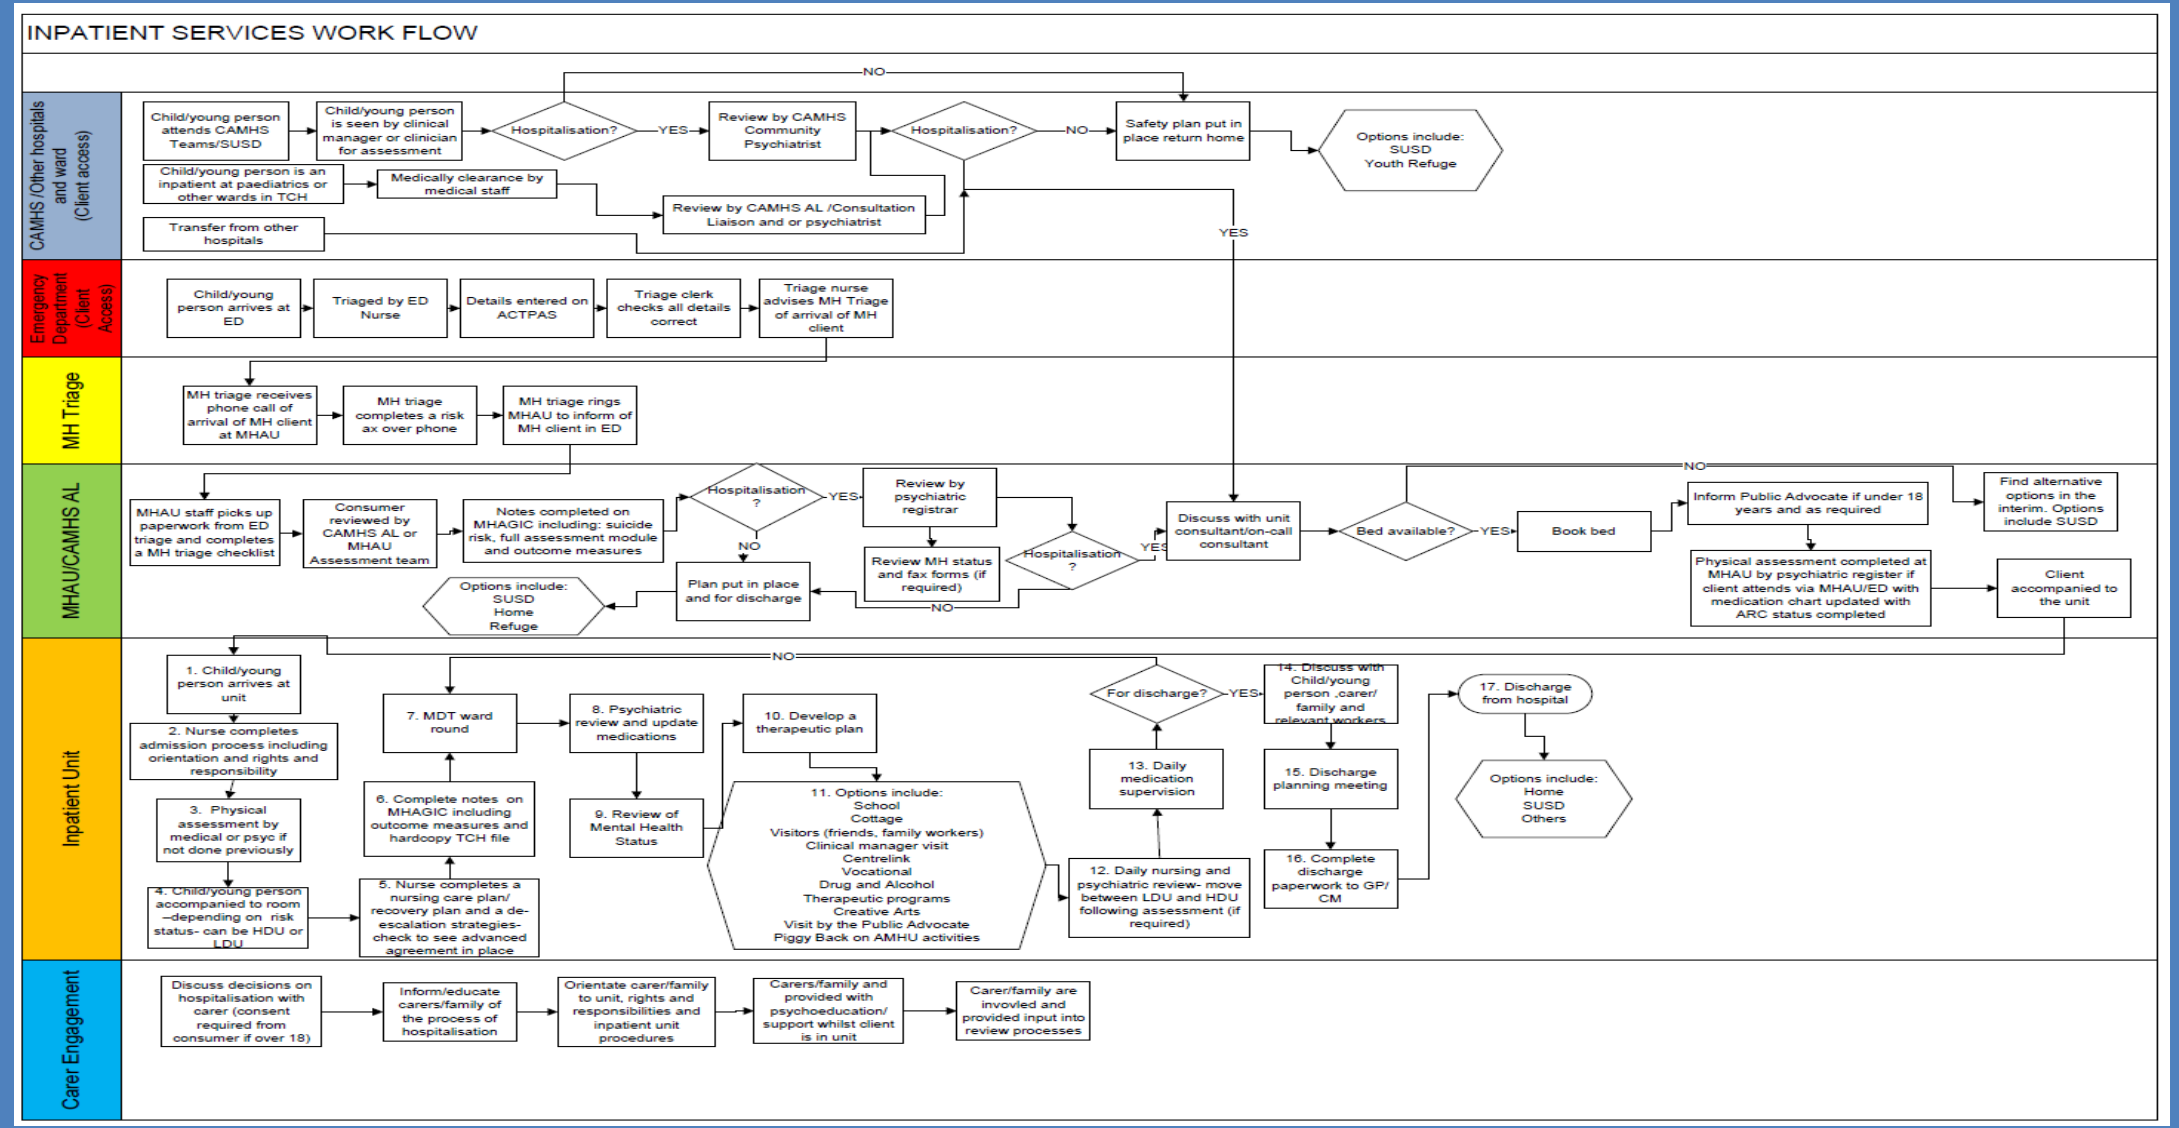 INPATIENT SERVICES WORK FLOW
NO
CAMHS /Other hospitals
and ward
(Client access)
Child/young person
attends CAMHS
Teams/SUSD
Child/young person
is seen by clinical
manager or clinician
for assessment
Hospitalisation?
YES
Review by CAMHS
Community
Psychiatrist
Hospitalisation?
NO
Safety plan put in
place return home
Options include:
SUSD
Youth Refuge
Child/young person is an
inpatient at paediatrics or
other wards in TCH
Medically clearance by
medical staff
Review by CAMHS AL /Consultation
Liaison and or psychiatrist
Transfer from other
hospitals
YES
Emergency
Department
(Client
Access)
Child/young
person arrives at
ED
Triaged by ED
Nurse
Details entered on
ACTPAS
Triage clerk
checks all details
correct
Triage nurse
advises MH Triage
of arrival of MH
client
MH Triage
MH triage receives
phone call of
arrival of MH client
at MHAU
MH triage
completes a risk
ax over phone
MH triage rings
MHAU to inform of
MH client in ED
MHAU/CAMHS AL
MHAU staff picks up
paperwork from ED
triage and completes
a MH triage checklist
Consumer
reviewed by
CAMHS AL or
MHAU
Assessment team
Notes completed on
MHAGIC including: suicide
risk, full assessment module
and outcome measures
Hospitalisation
?
YES
NO
Review by
psychiatric
registrar
Review MH status
and fax forms (if
required)
Hospitalisation
?
YES
NO
Plan put in place
and for discharge
Options include:
SUSD
Home
Refuge
Discuss with unit
consultant/on-call
consultant
Bed available?
NO
YES
Book bed
Inform Public Advocate if under 18
years and as required
Find alternative
options in the
interim. Options
include SUSD
Physical assessment completed at
MHAU by psychiatric register if
client attends via MHAU/ED with
medication chart updated with
ARC status completed
Client
accompanied to
the unit
Inpatient Unit
1. Child/young
person arrives at
unit
2. Nurse completes
admission process including
orientation and rights and
responsibility
3. Physical
assessment by
medical or psyc if
not done previously
4. Child/young person
accompanied to room
–depending on risk
status- can be HDU or
LDU
5. Nurse completes a
nursing care plan/
recovery plan and a de-
escalation strategies-
check to see advanced
agreement in place
6. Complete notes on
MHAGIC including
outcome measures and
hardcopy TCH file
7. MDT ward
round
8. Psychiatric
review and update
medications
9. Review of
Mental Health
Status
10. Develop a
therapeutic plan
11. Options include:
School
Cottage
Visitors (friends, family workers)
Clinical manager visit
Centrelink
Vocational
Drug and Alcohol
Therapeutic programs
Creative Arts
Visit by the Public Advocate
Piggy Back on AMHU activities
12. Daily nursing and
psychiatric review- move
between LDU and HDU
following assessment (if
required)
13. Daily
medication
supervision
For discharge?
NO
YES
14. Discuss with
Child/young
person ,carer/
family and
relevant workers
15. Discharge
planning meeting
16. Complete
discharge
paperwork to GP/
CM
17. Discharge
from hospital
Options include:
Home
SUSD
Others
Carer Engagement
Discuss decisions on
hospitalisation with
carer (consent
required from
consumer if over 18)
Inform/educate
carers/family of
the process of
hospitalisation
Orientate carer/family
to unit, rights and
responsibilities and
inpatient unit
procedures
Carers/family and
provided with
psychoeducation/
support whilst client
is in unit
Carer/family are
invovled and
provided input into
review processes